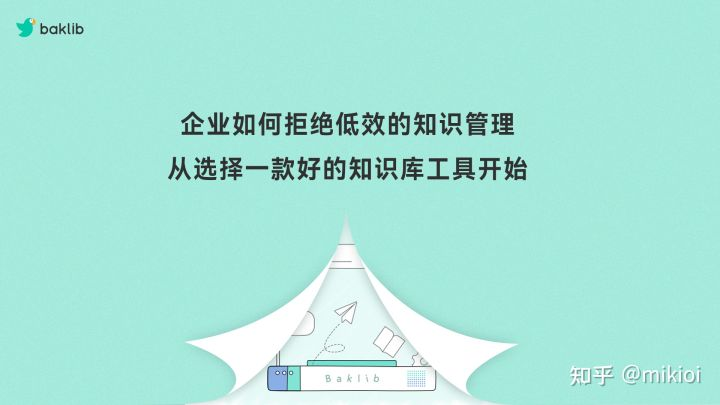 baklib
企业如何拒绝低效的知识管理
从选择一款好的知识库工具开始
Baklib
知乎 @mikioi